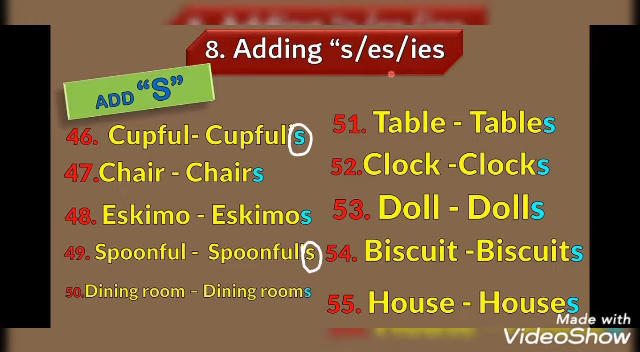 8. Adding "s/es/ies
ADD "S"
46. Cupful- Cupful's
47.Chair - Chairs
48. Eskimo - Eskimos
49. Spoonful - Spoonful's
50.Dining room - Dining rooms
51. Table - Tables
52.Clock -Clocks
53. Doll - Dolls
54. Biscuit -Biscuits
55. House - Houses
Made with
VideoShow